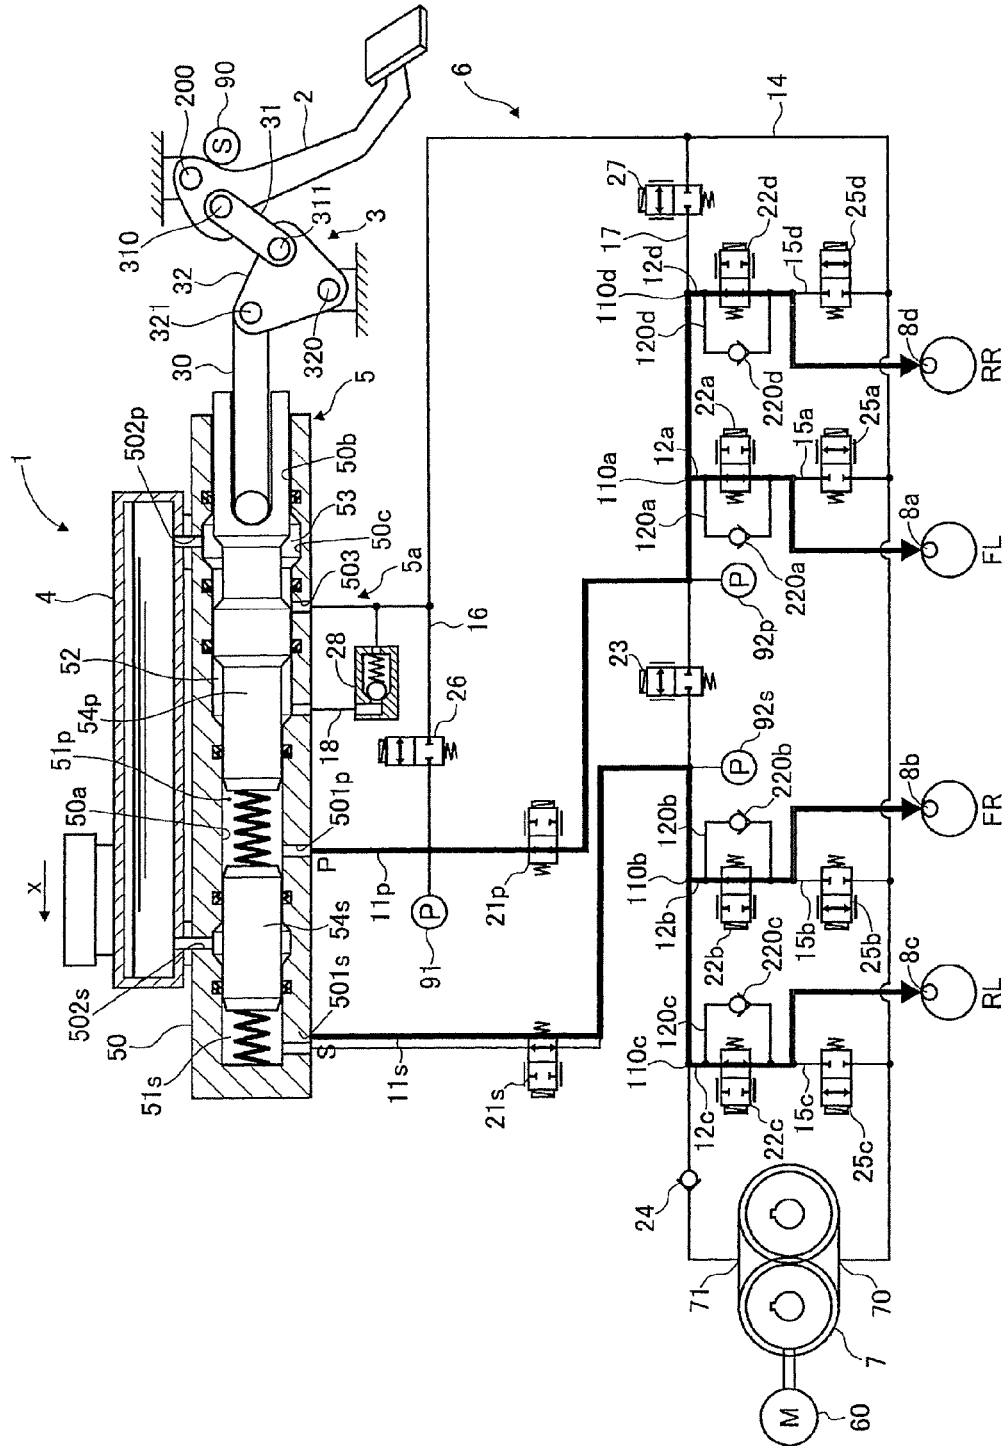 1
x
4
502p
5
30
321
32
310
200
S
90
2
31
311
3
320
6
50
502s
51s
50a
51p
54p
52
54s
501s
501p
S
P
50b
53
50c
503
5a
28
18
16
26
11s
11p
91
P
21s
21p
14
27
17
23
P
92s
P
92p
24
110c
110b
110a
110d
12c
12b
12a
12d
120c
120b
120a
120d
22c
22b
22a
22d
220c
220b
220a
220d
15c
15b
15a
15d
25c
25b
25a
25d
71
70
7
M
60
8c
8b
8a
8d
RL
FR
FL
RR